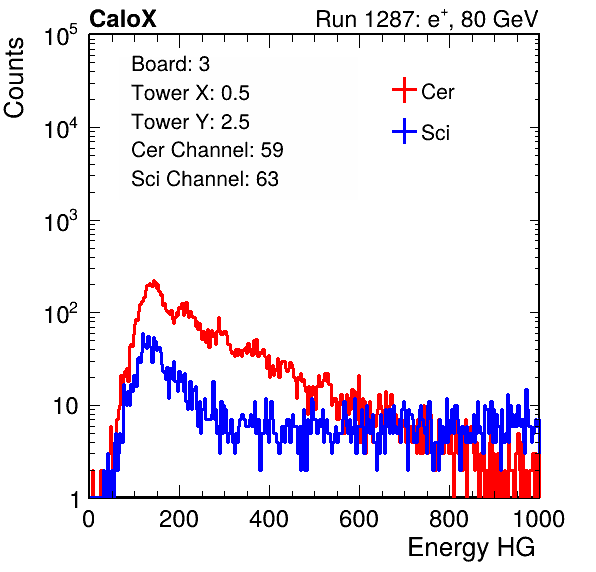 CaloX Run 1287: e⁺, 80 GeV
Counts
Board: 3
Tower X: 0.5
Tower Y: 2.5
Cer Channel: 59
Sci Channel: 63
Cer
Sci
10⁵
10⁴
10³
10²
10
1
0 200 400 600 800 1000
Energy HG